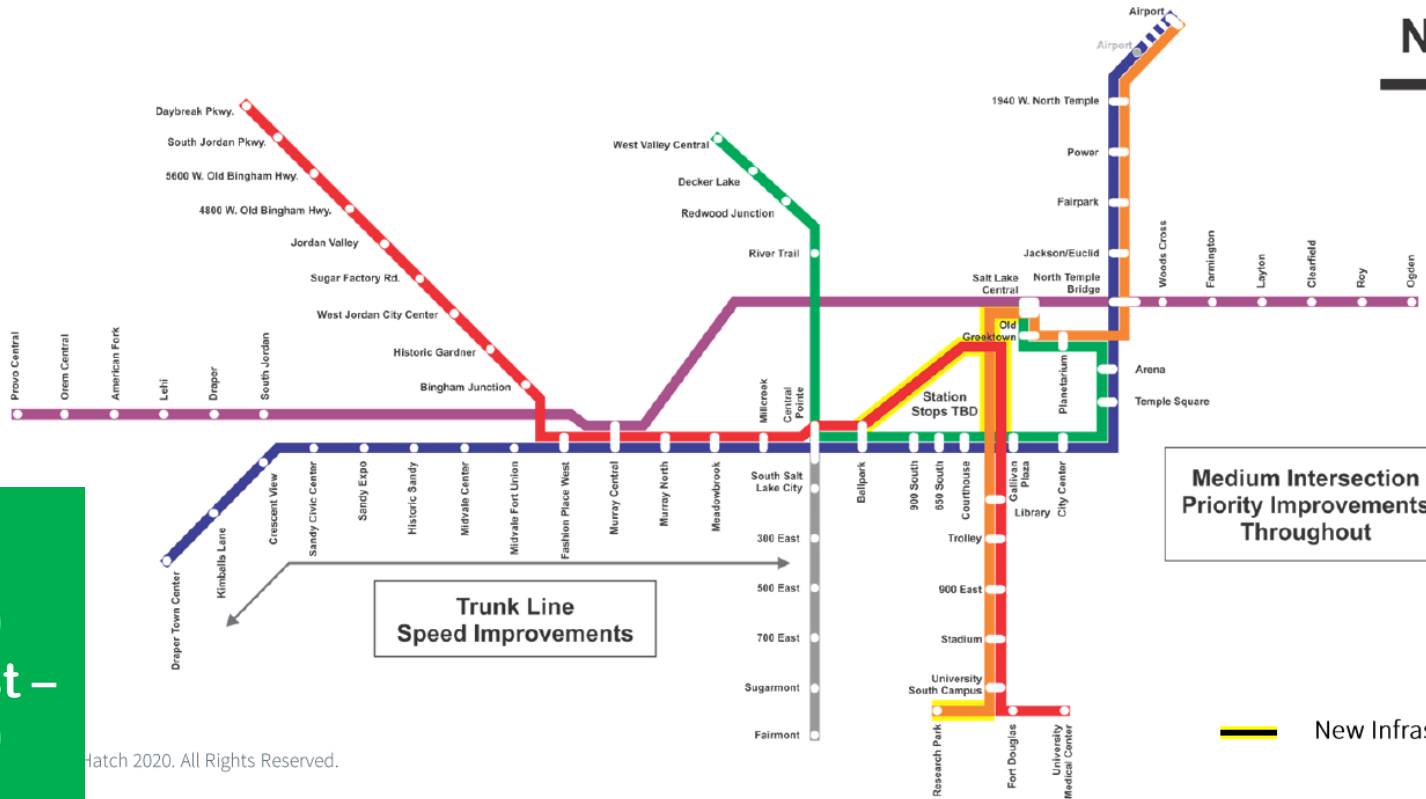 N
Airport
Airport
1940 W. North Temple
Power
Fairpark
Jackson/Euclid
North Temple
Bridge
Salt Lake
Central
Old
Greektown
Woods Cross
Farmington
Layton
Clearfield
Roy
Ogden
Daybreak Pkwy.
South Jordan Pkwy.
5600 W. Old Bingham Hwy.
4800 W. Old Bingham Hwy.
Jordan Valley
Sugar Factory Rd.
West Jordan City Center
Historic Gardner
Bingham Junction
West Valley Central
Decker Lake
Redwood Junction
River Trail
Provo Central
Orem Central
American Fork
Lehi
Draper
South Jordan
Millcrook
Central
Pointe
Station
Stops TBD
Planetarium
Arena
Temple Square
Draper Town Center
Kimballs Lane
Crescent View
Sandy Civic Center
Sandy Expo
Historic Sandy
Midvale Center
Midvale Fort Union
Fashion Place West
Murray Central
Murray North
Meadowbrook
South Salt
Lake City
Ballpark
900 South
650 South
Courthouse
Gallivan
Plaza
Library
City Center
300 East
500 East
700 East
Sugarmont
Fairmont
Trolley
900 East
Stadium
University
South Campus
Research Park
Fort Douglas
University
Medical Center
Trunk Line
Speed Improvements
Medium Intersection
Priority Improvements
Throughout
New Infras
st –
Hatch 2020. All Rights Reserved.